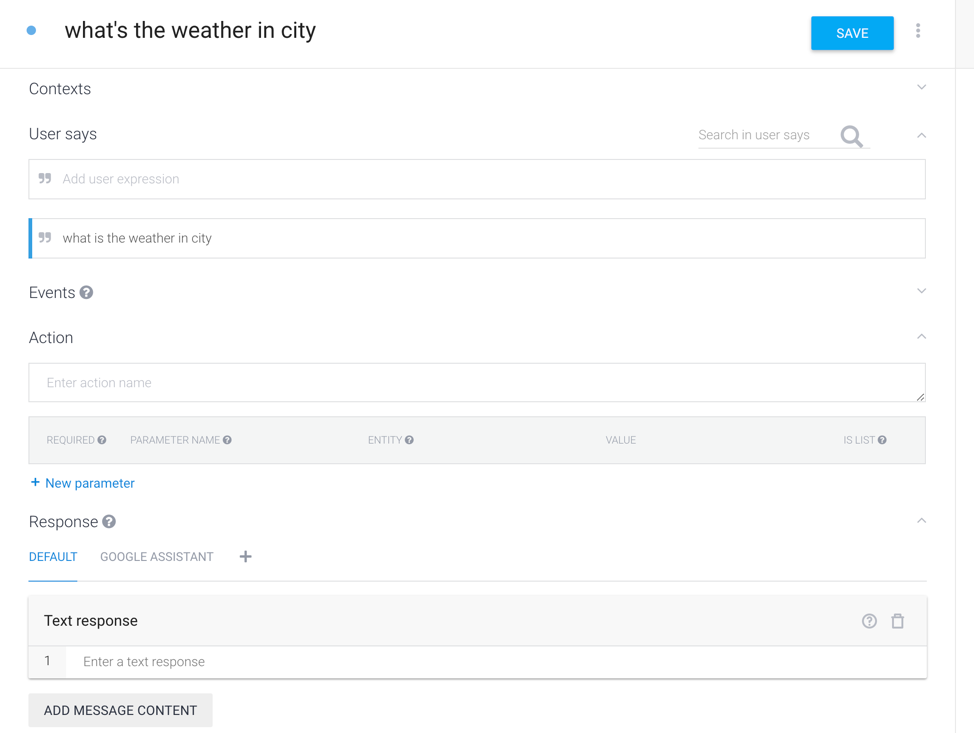 what's the weather in city
SAVE
Contexts
User says
Search in user says
Add user expression
what is the weather in city
Events
Action
Enter action name
REQUIRED PARAMETER NAME ENTITY VALUE IS LIST
+ New parameter
Response
DEFAULT GOOGLE ASSISTANT +
Text response
1 Enter a text response
ADD MESSAGE CONTENT